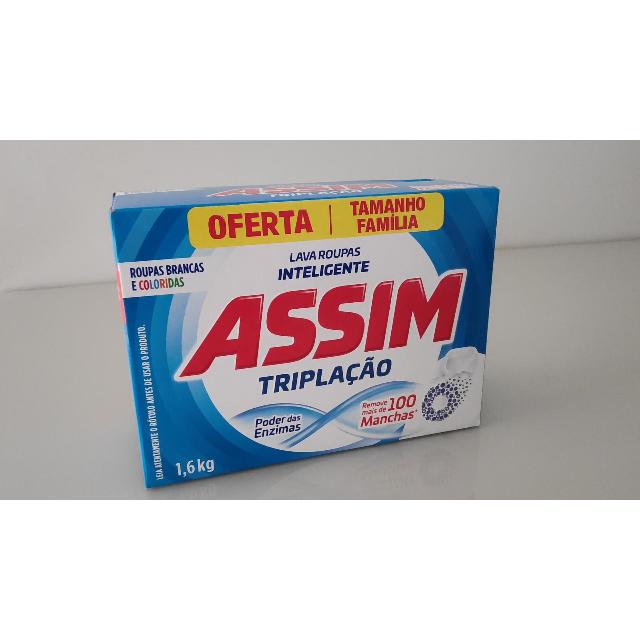 ASSIM
TRIPLAÇÃO
OFERTA
TAMANHO
FAMÍLIA
LAVA ROUPAS
INTELIGENTE
ROUPAS BRANCAS
E COLORIDAS
ASSIM
TRIPLAÇÃO
Poder das
Enzimas
Remove
mais de 100
Manchas*
LEIA ATENTAMENTE O RÓTULO ANTES DE USAR O PRODUTO.
1,6 kg